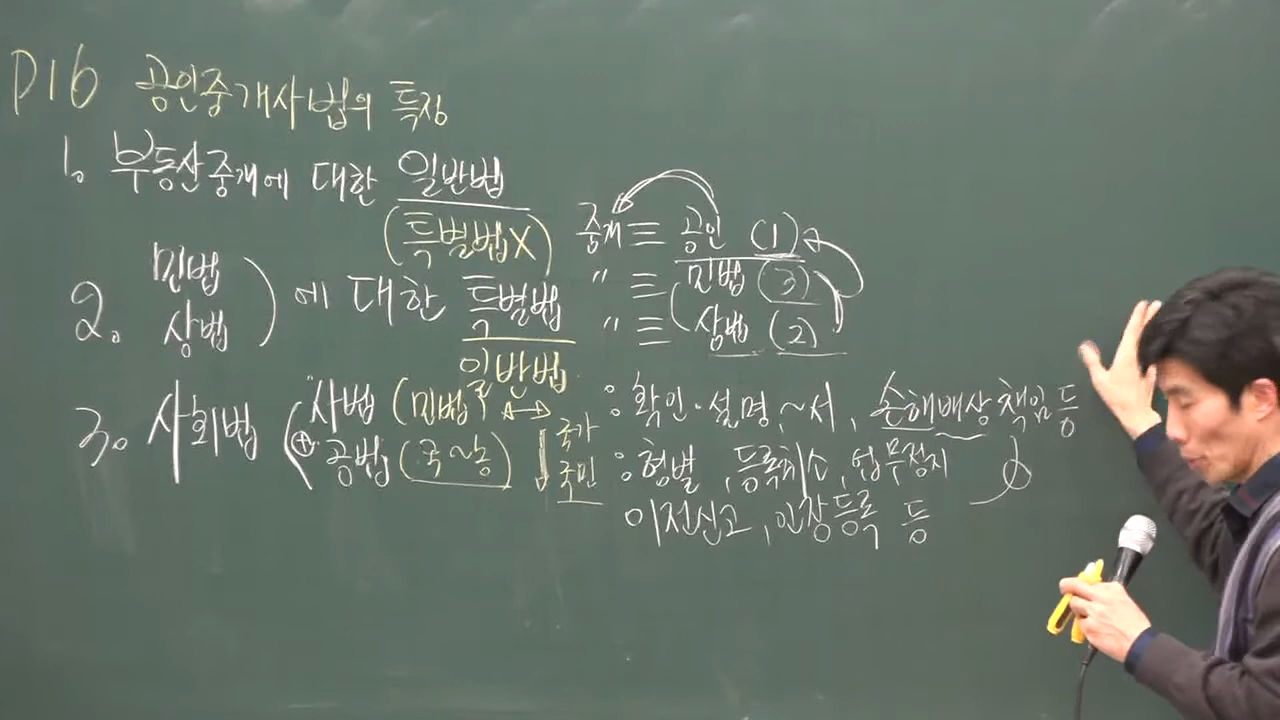 P16 공인중개사법의 특징
1. 부동산중개에 대한 일반법
(특별법X)
중개 ≡ 공인 (1)
〃 ≡ 민법 (3)
〃 ≡ 상법 (2)
2. 민법
상법 ) 에 대한 특별법
일반법
3. 사회법
사법 (민법) ↔ : 확인·설명, ~서, 손해배상책임 등
⊕ 공법 (국~농) ↓ 국가 국민 : 형벌, 등록취소, 업무정지
이전신고, 인장등록 등